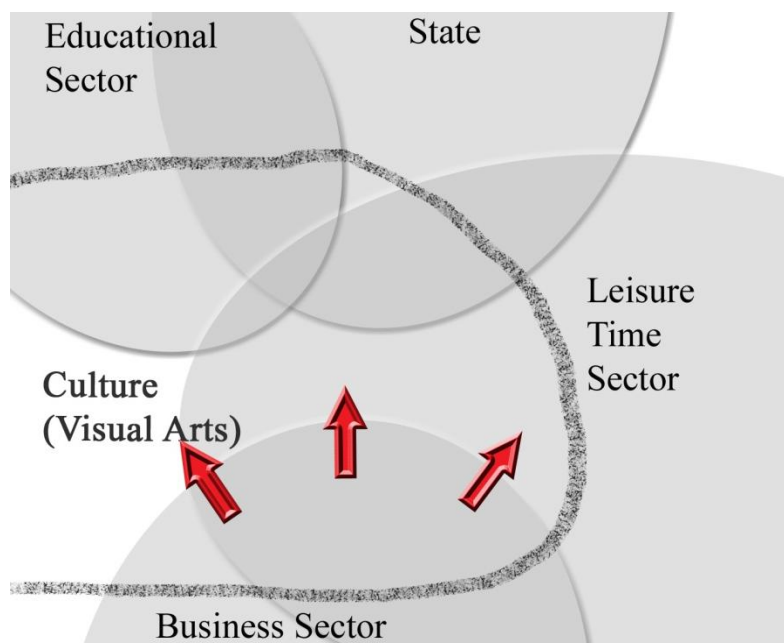 Educational
Sector
State
Leisure
Time
Sector
Culture
(Visual Arts)
Business Sector